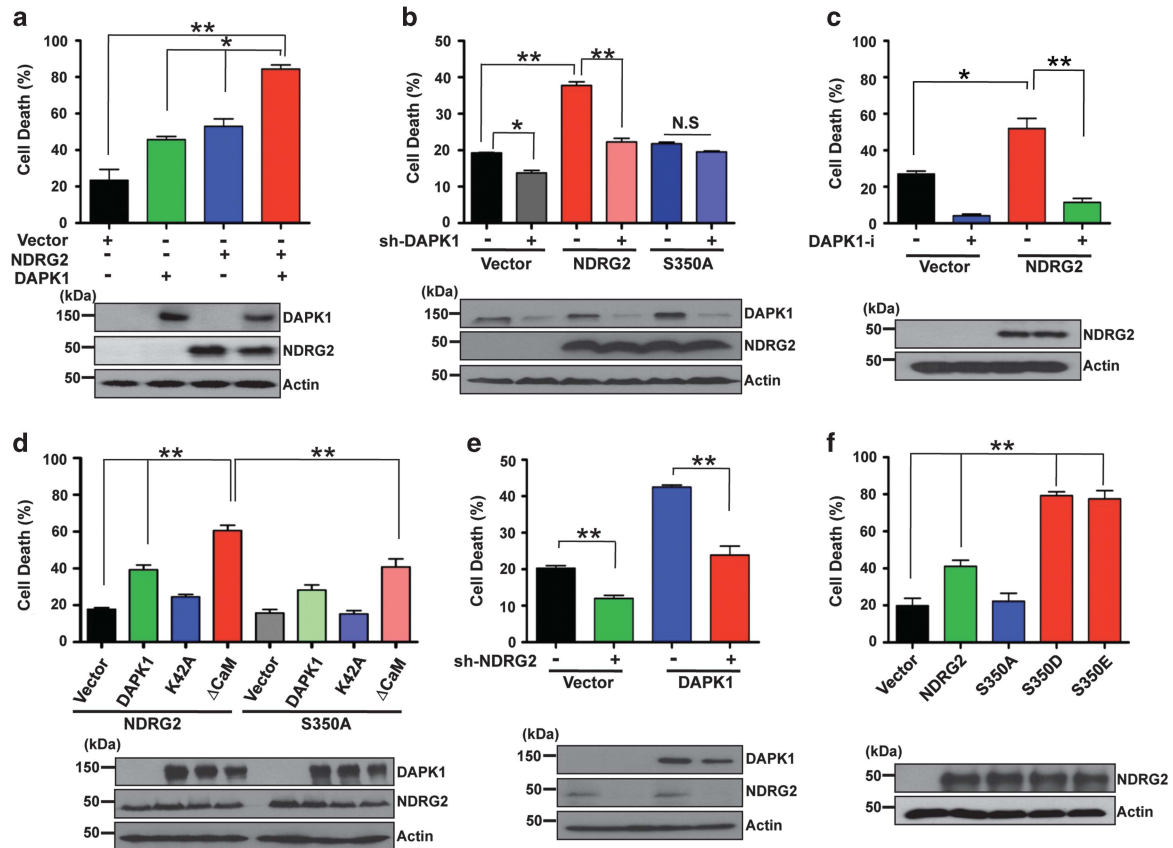 a
**
*
100
80
60
40
20
0
Cell Death (%)
Vector + - - -
NDRG2 - - + +
DAPK1 - + - +
(kDa)
150 DAPK1
50 NDRG2
50 Actin
b
**
**
*
N.S
50
40
30
20
10
0
Cell Death (%)
sh-DAPK1 - + - + - +
Vector NDRG2 S350A
(kDa)
150 DAPK1
50 NDRG2
50 Actin
c
*
**
100
80
60
40
20
0
Cell Death (%)
DAPK1-i - + - +
Vector NDRG2
(kDa)
50 NDRG2
50 Actin
d
**
**
100
80
60
40
20
0
Cell Death (%)
Vector DAPK1 K42A ΔCaM Vector DAPK1 K42A ΔCaM
NDRG2 S350A
(kDa)
150 DAPK1
50 NDRG2
50 Actin
e
**
**
50
40
30
20
10
0
Cell Death (%)
sh-NDRG2 - + - +
Vector DAPK1
(kDa)
150 DAPK1
50 NDRG2
50 Actin
f
**
100
80
60
40
20
0
Cell Death (%)
Vector NDRG2 S350A S350D S350E
(kDa)
50 NDRG2
50 Actin